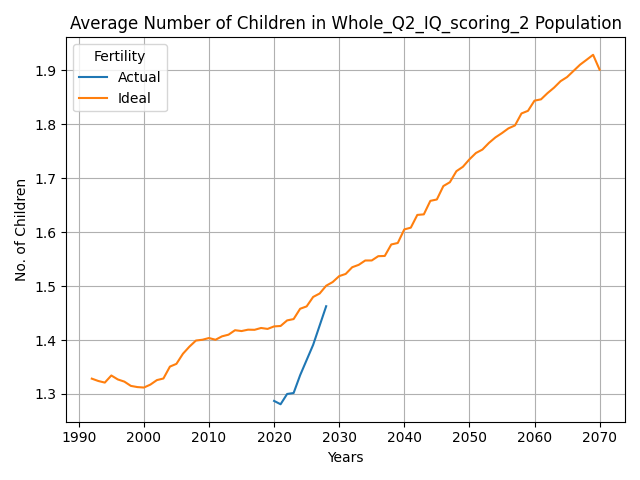 Average Number of Children in Whole_Q2_IQ_scoring_2 Population
Fertility
Actual
Ideal
No. of Children
1.9
1.8
1.7
1.6
1.5
1.4
1.3
1990 2000 2010 2020 2030 2040 2050 2060 2070
Years